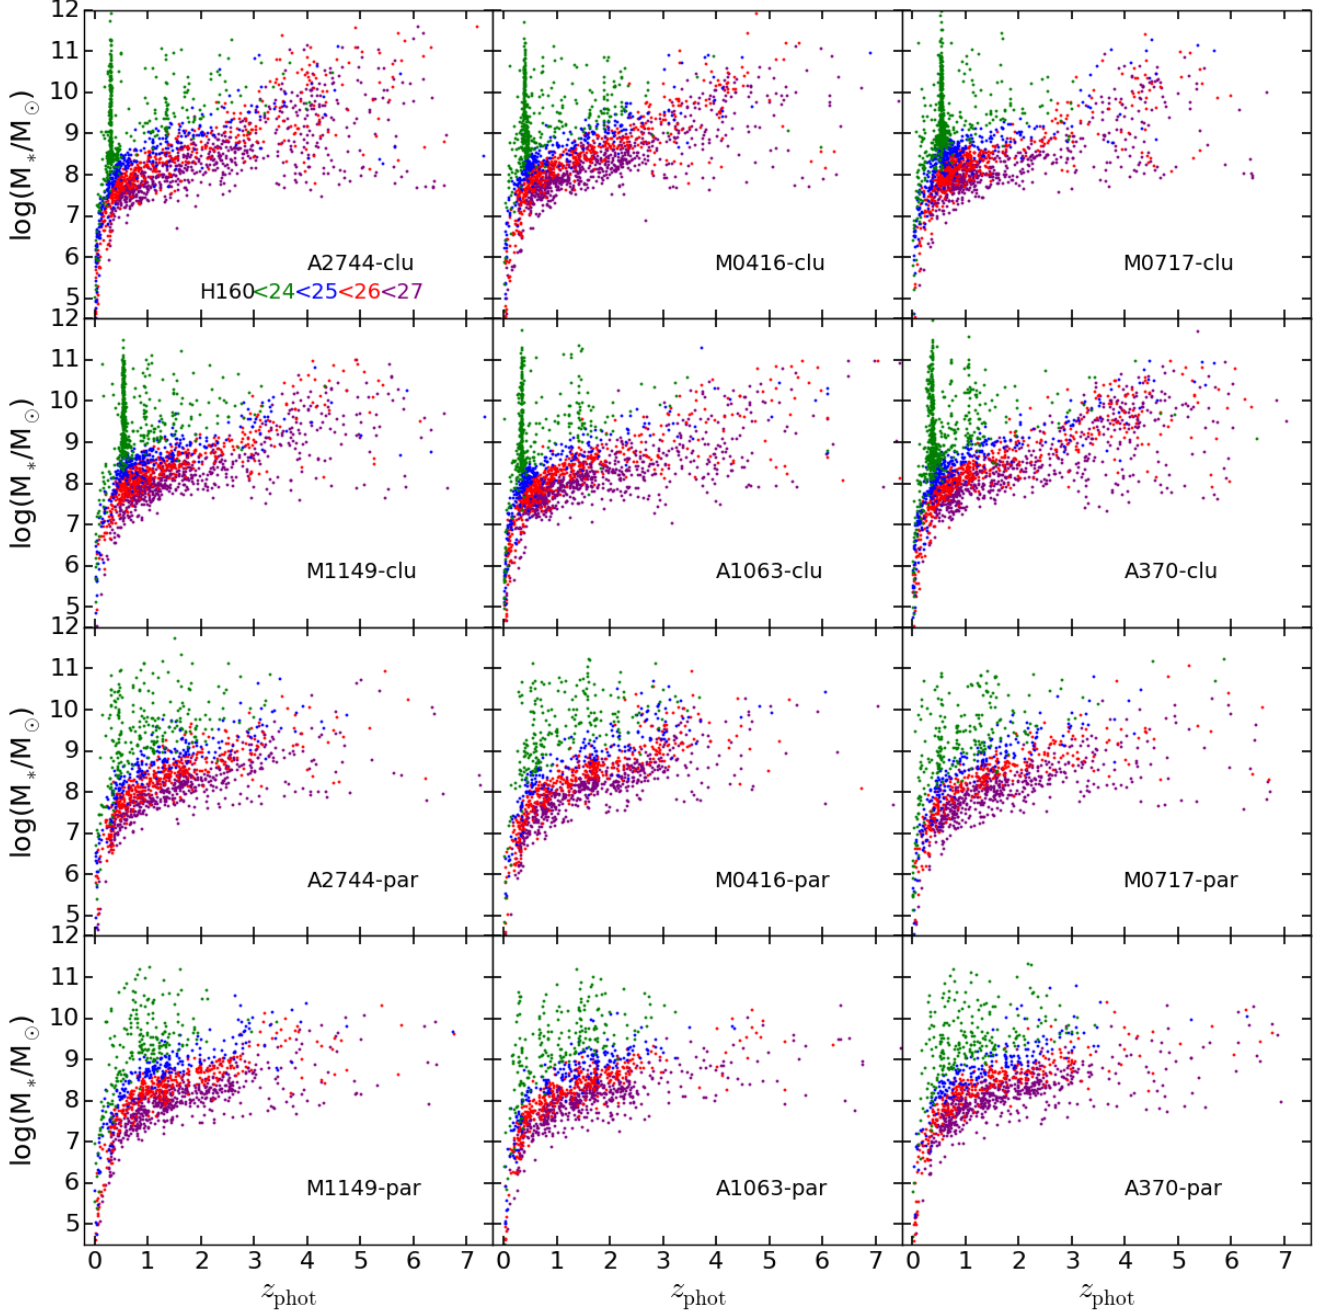 12
11
10
9
8
7
6
5
log(M*/M☉)
A2744-clu
H160<24<25<26<27
M0416-clu
M0717-clu
12
11
10
9
8
7
6
5
log(M*/M☉)
M1149-clu
A1063-clu
A370-clu
12
11
10
9
8
7
6
5
log(M*/M☉)
A2744-par
M0416-par
M0717-par
12
11
10
9
8
7
6
5
log(M*/M☉)
M1149-par
A1063-par
A370-par
0 1 2 3 4 5 6 7 0 1 2 3 4 5 6 7 0 1 2 3 4 5 6 7
zphot zphot zphot